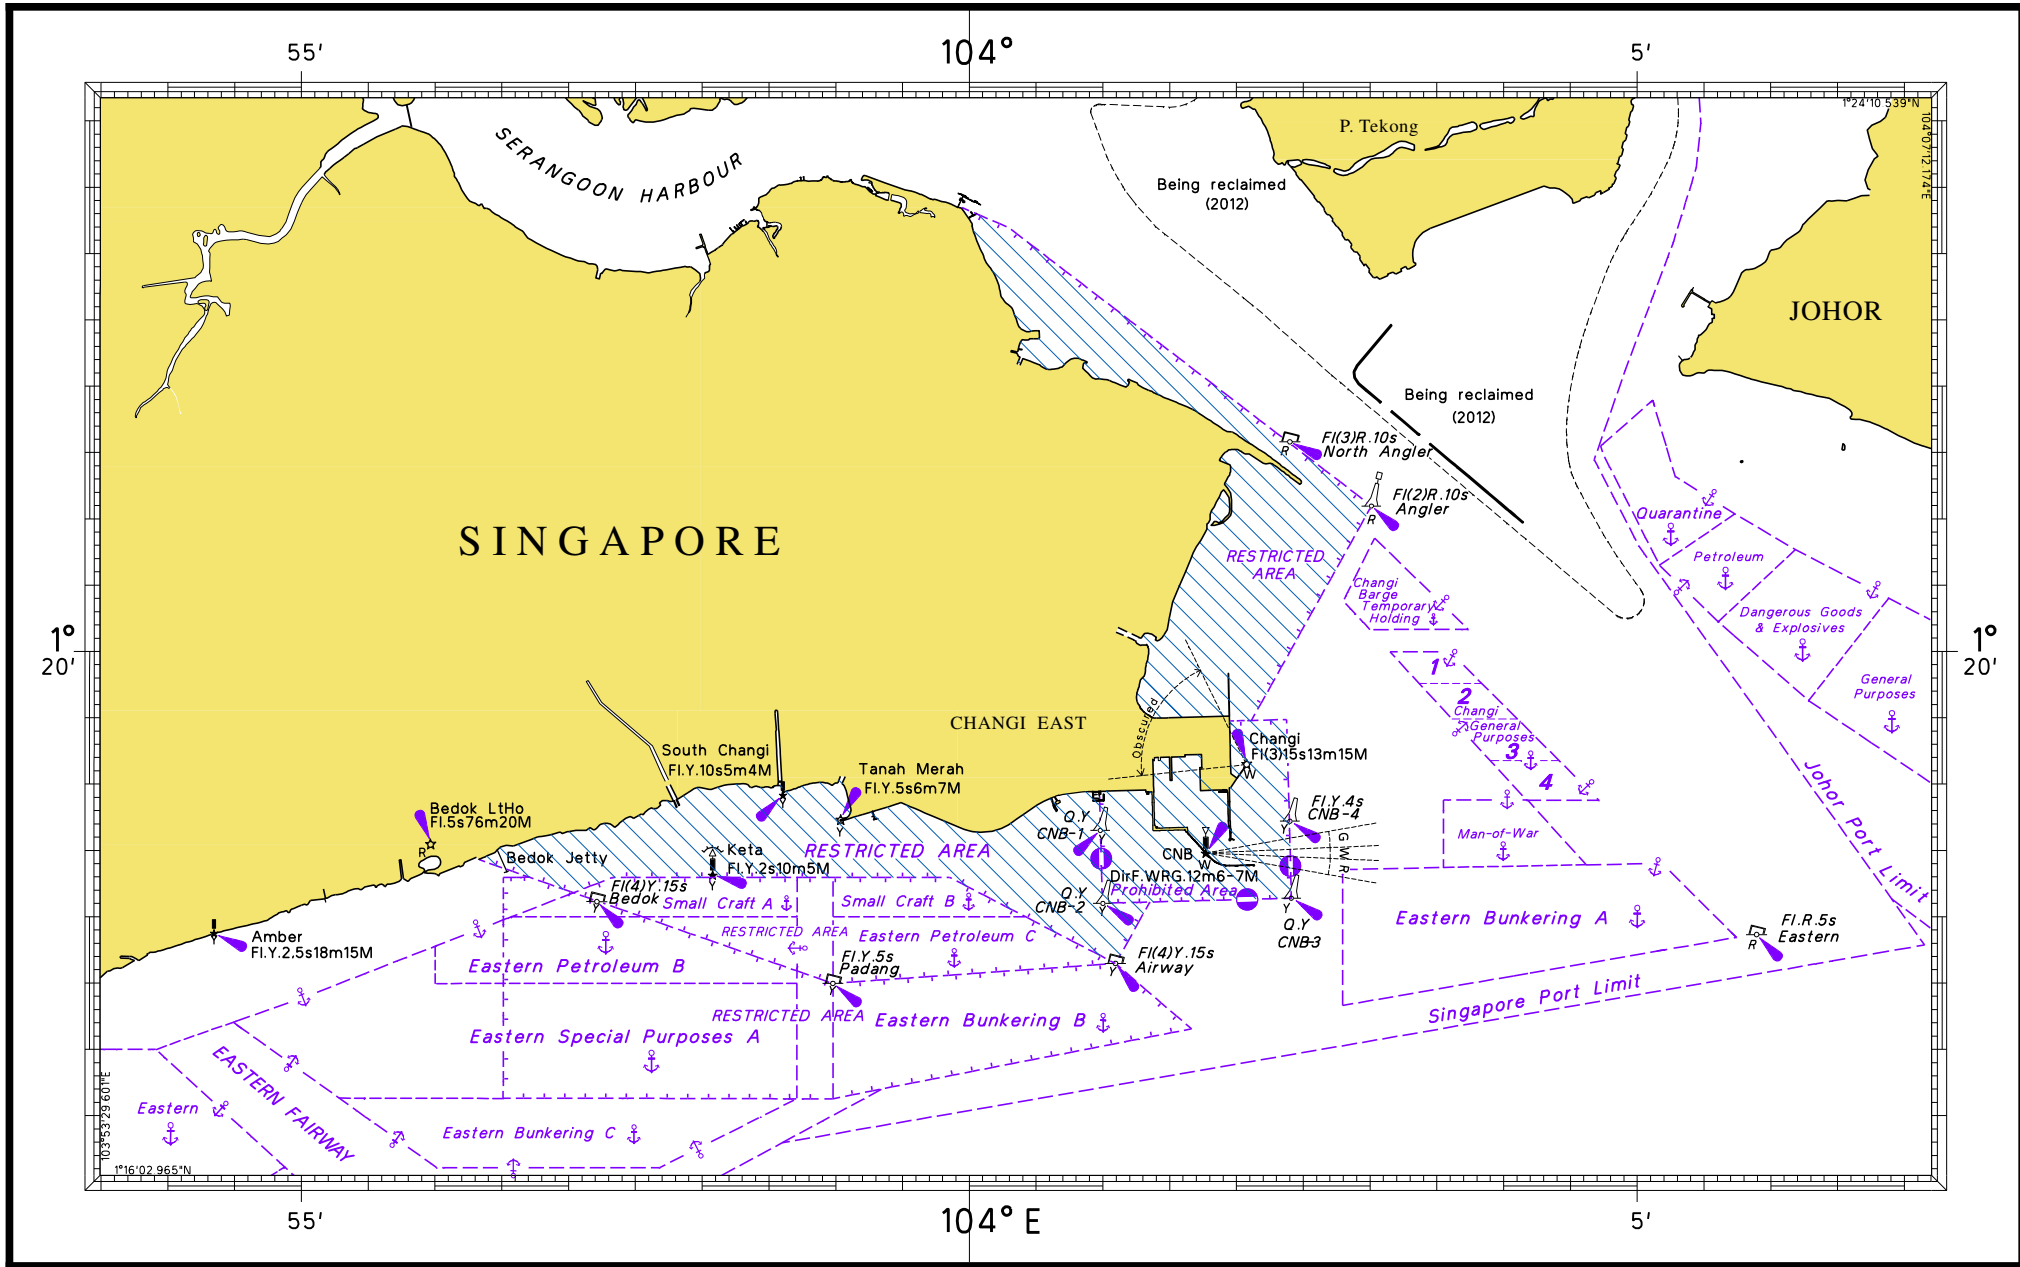 55'
104°
5'
1°24'10 539"N
104°07'12.174"E
SERANGOON HARBOUR
P. Tekong
Being reclaimed
(2012)
JOHOR
Being reclaimed
(2012)
Fl(3)R.10s
North Angler
R
Fl(2)R.10s
Angler
R
SINGAPORE
RESTRICTED
AREA
Quarantine
Petroleum
Dangerous Goods
& Explosives
General
Purposes
Changi
Barge
Temporary
Holding
1°
20'
1°
20'
1
2
Changi
General
Purposes
3
4
Man-of-War
CHANGI EAST
Obscured
Changi
Fl(3)15s13m15M
W
South Changi
Fl.Y.10s5m4M
Y
Tanah Merah
Fl.Y.5s6m7M
Y
Bedok LtHo
Fl.5s76m20M
R
Johor Port Limit
Q.Y
CNB-1
Y
Fl.Y.4s
CNB-4
Y
CNB
W
DirF.WRG.12m6-7M
G
W
R
Prohibited Area
RESTRICTED AREA
Bedok Jetty
Keta
Fl.Y.2s10m5M
Y
Fl(4)Y.15s
Bedok
Y
Small Craft A
Small Craft B
Q.Y
CNB-2
Y
Q.Y
CNB-3
Y
Eastern Bunkering A
Fl.R.5s
Eastern
R
Amber
Fl.Y.2,5s18m15M
Y
RESTRICTED AREA
Eastern Petroleum C
Eastern Petroleum B
Fl.Y.5s
Padang
Y
Fl(4)Y.15s
Airway
Y
Singapore Port Limit
RESTRICTED AREA
Eastern Bunkering B
Eastern Special Purposes A
EASTERN FAIRWAY
Eastern
Eastern Bunkering C
103°53'29 601"E
1°16'02.965"N
55'
104° E
5'